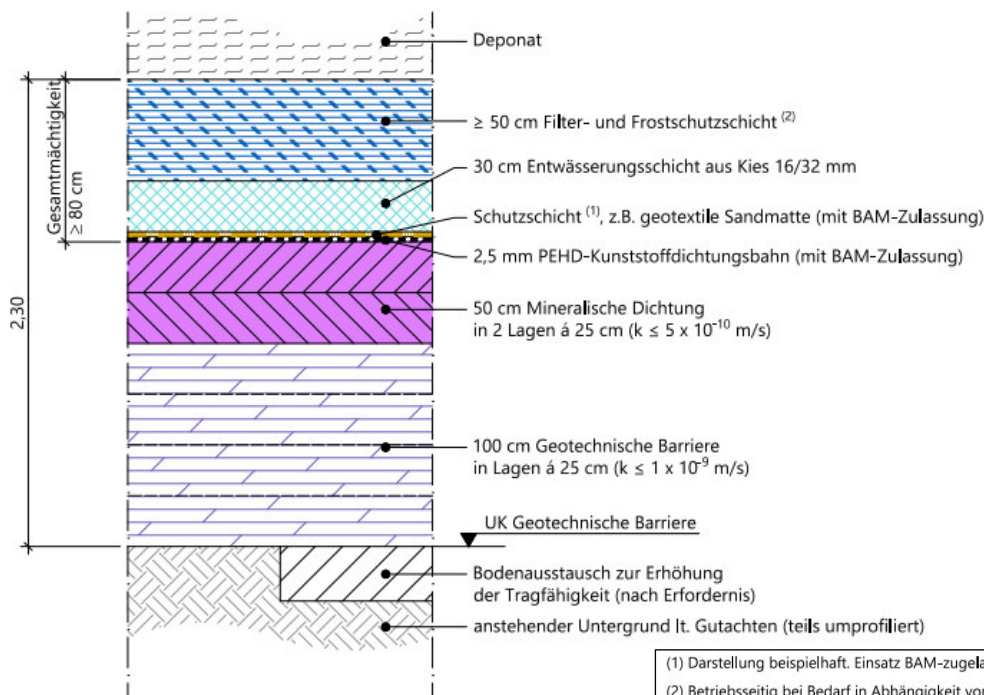 Deponat
Gesamtmächtigkeit
≥ 80 cm
≥ 50 cm Filter- und Frostschutzschicht (2)
30 cm Entwässerungsschicht aus Kies 16/32 mm
Schutzschicht (1), z.B. geotextile Sandmatte (mit BAM-Zulassung)
2,5 mm PEHD-Kunststoffdichtungsbahn (mit BAM-Zulassung)
2,30
50 cm Mineralische Dichtung
in 2 Lagen á 25 cm (k ≤ 5 x 10⁻¹⁰ m/s)
100 cm Geotechnische Barriere
in Lagen á 25 cm (k ≤ 1 x 10⁻⁹ m/s)
UK Geotechnische Barriere
Bodenausstausch zur Erhöhung
der Tragfähigkeit (nach Erfordernis)
anstehender Untergrund lt. Gutachten (teils umprofiliert)
(1) Darstellung beispielhaft. Einsatz BAM-zugela
(2) Betriebsseitig bei Bedarf in Abhängigkeit